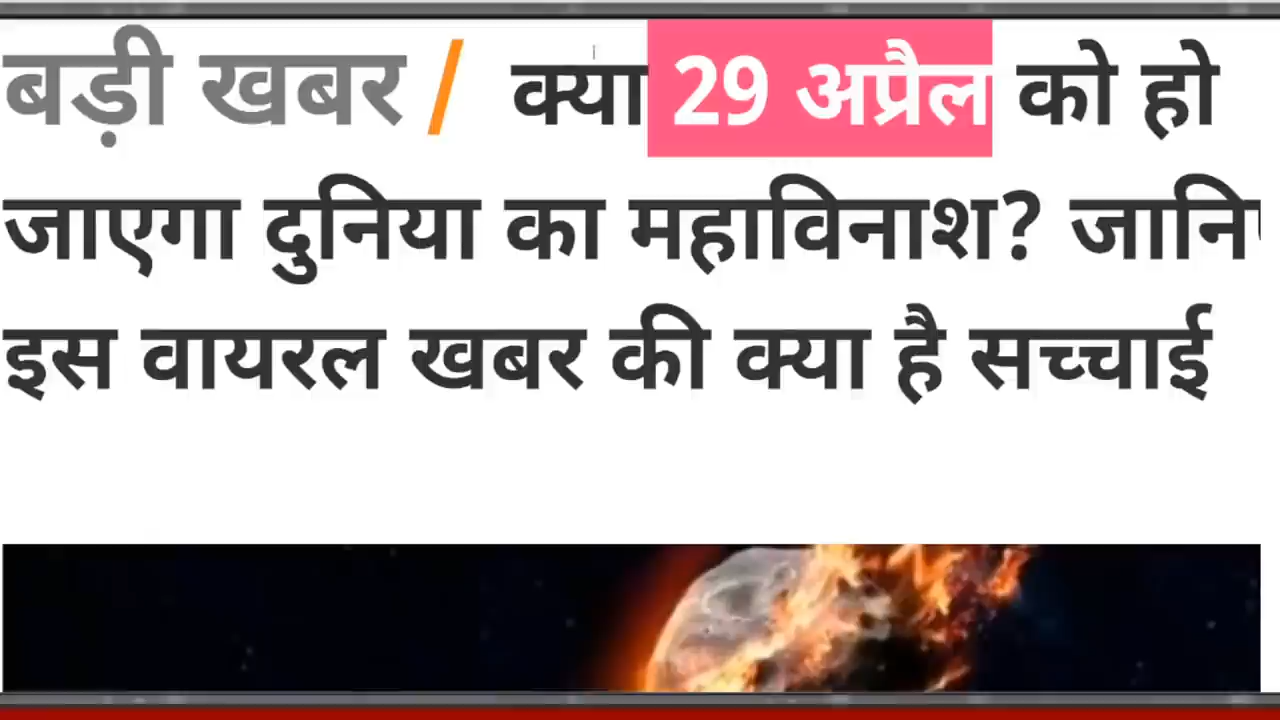 बड़ी खबर / क्या 29 अप्रैल को हो
जाएगा दुनिया का महाविनाश? जानिए
इस वायरल खबर की क्या है सच्चाई